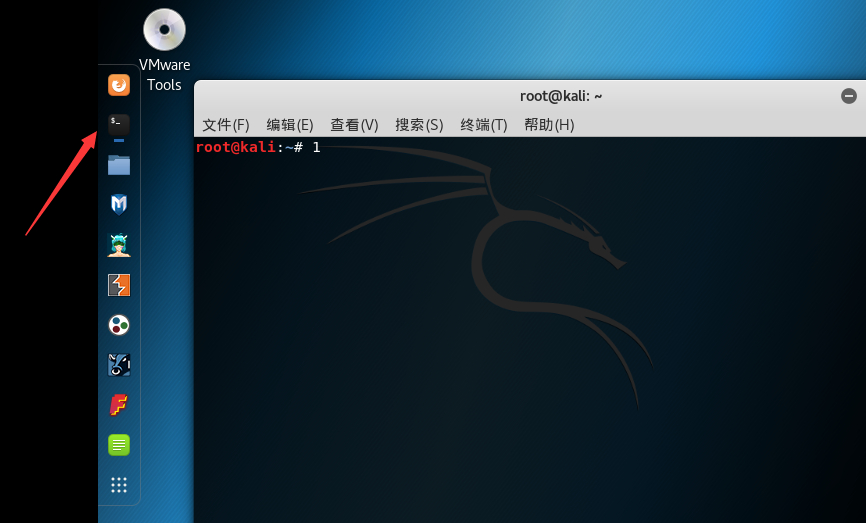 VMware
Tools
root@kali: ~
文件(F) 编辑(E) 查看(V) 搜索(S) 终端(T) 帮助(H)
root@kali:~# 1
$_